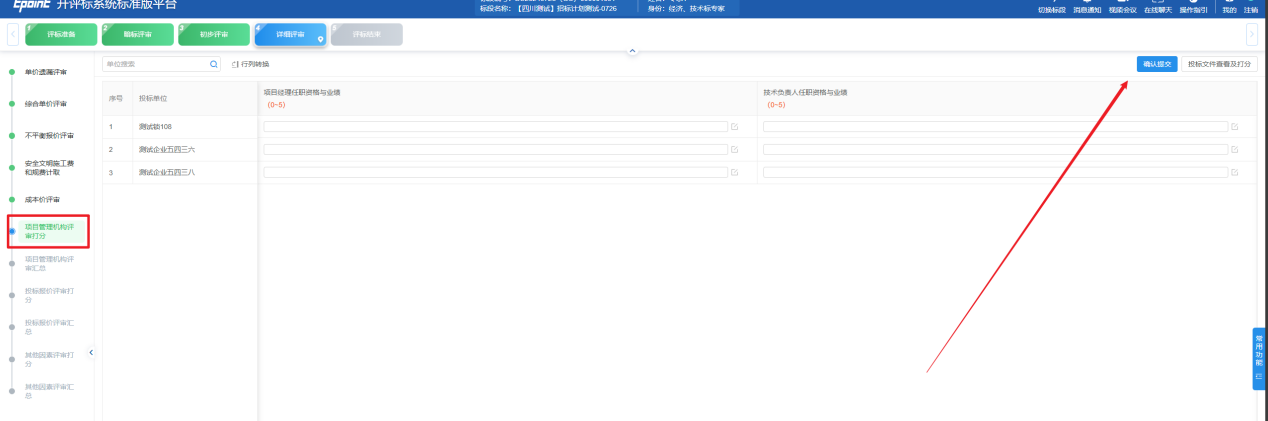 Epoint 开评标系统标准版平台
标段名称：【四川测试】招标计划测试-0726
身份：经济、技术标专家
切换标段 消息通知 视频会议 在线聊天 操作指引 我的 注销
1 评标准备
2 
3 初步评审
4 详细评审
5 评标结束
单价遗漏评审
综合单价评审
不平衡报价评审
安全文明施工费
和规费计取
成本价评审
项目管理机构评
审打分
项目管理机构评
审汇总
投标报价评审打
分
投标报价评审汇
总
其他因素评审打
分
其他因素评审汇
总
单位搜索
行列转换
确认提交
投标文件查看及打分
序号 投标单位
项目经理任职资格与业绩
(0~5)
技术负责人任职资格与业绩
(0~5)
1 测试锁108
2 测试企业五四三六
3 测试企业五四三八
常用功能